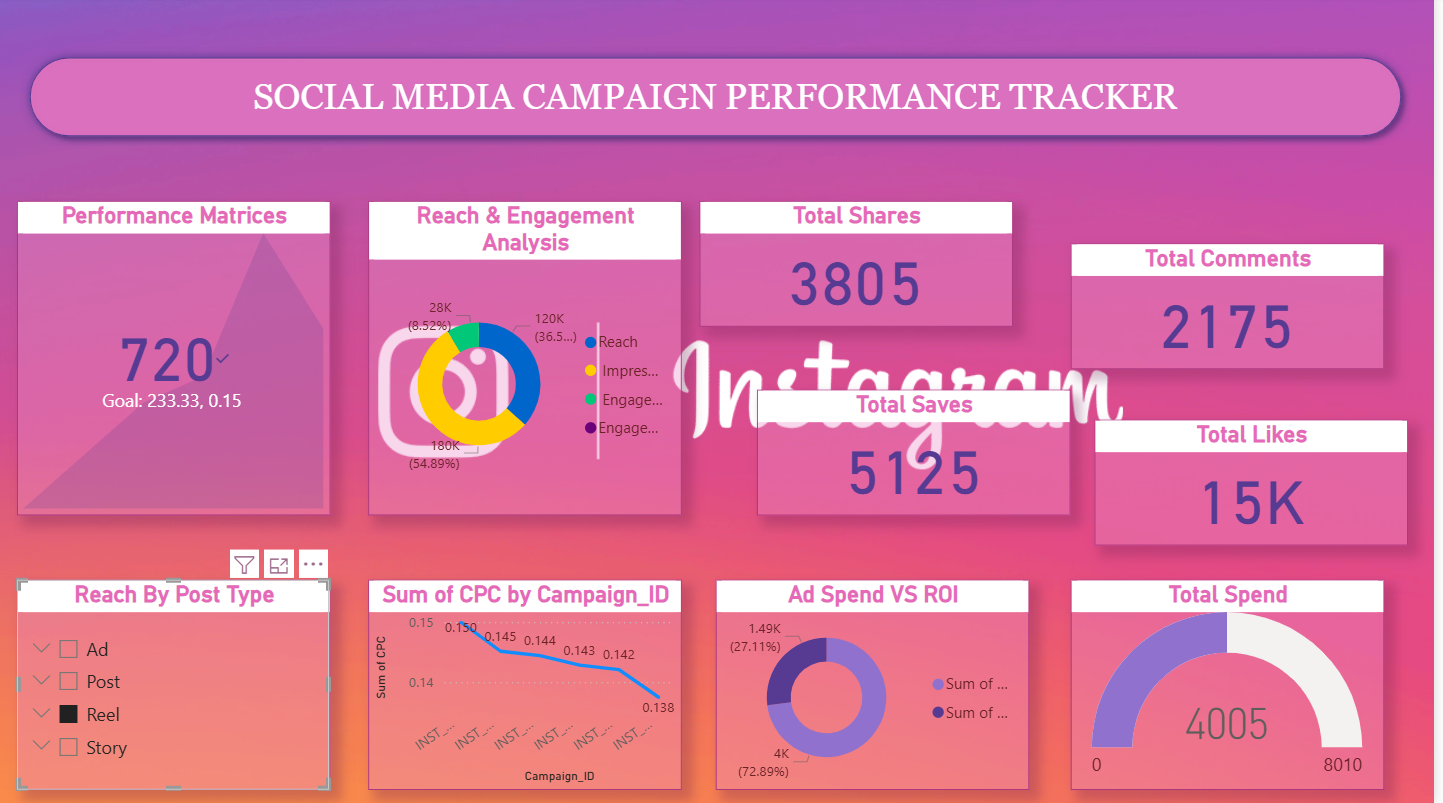 SOCIAL MEDIA CAMPAIGN PERFORMANCE TRACKER
Performance Matrices
720
Goal: 233.33, 0.15
Reach & Engagement
Analysis
28K
(8.52%)
120K
(36.5...)
180K
(54.89%)
Reach
Impres...
Engage...
Engage...
Total Shares
3805
Total Comments
2175
Instagram
Total Saves
5125
Total Likes
15K
Reach By Post Type
Ad
Post
Reel
Story
Sum of CPC by Campaign_ID
Sum of CPC
0.15
0.14
0.150
0.145
0.144
0.143
0.142
0.138
INST_...
INST_...
INST_...
INST_...
INST_...
INST_...
Campaign_ID
Ad Spend VS ROI
1.49K
(27.11%)
4K
(72.89%)
Sum of ...
Sum of ...
Total Spend
4005
0
8010